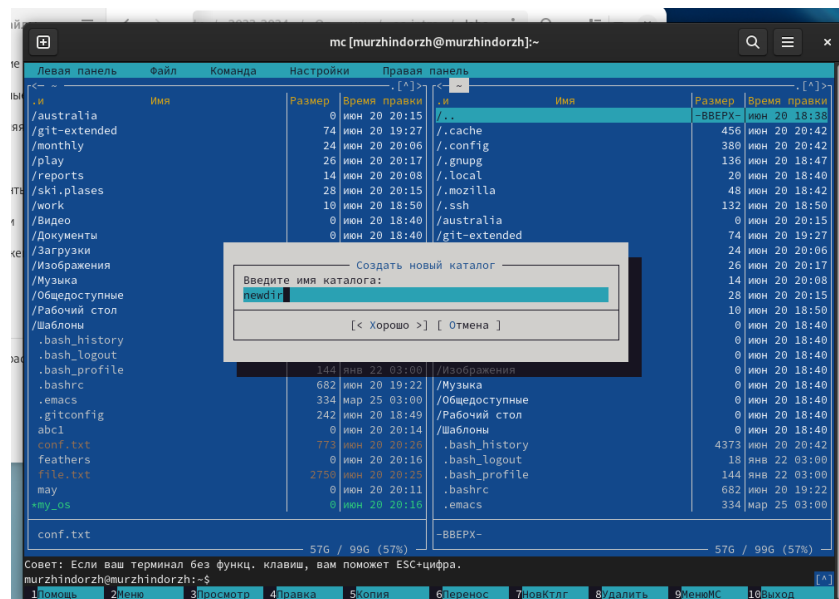 mc [murzhindorzh@murzhindorzh]:~
Левая панель Файл Команда Настройки Правая панель
<— ~ .[^]> <— ~ .[^]>
.и Имя Размер Время правки .и Имя Размер Время правки
/australia 0 июн 20 20:15 /.. -ВВЕРХ- июн 20 18:38
/git-extended 74 июн 20 19:27 /.cache 456 июн 20 20:42
/monthly 24 июн 20 20:06 /.config 380 июн 20 20:42
/play 26 июн 20 20:17 /.gnupg 136 июн 20 18:47
/reports 14 июн 20 20:08 /.local 20 июн 20 18:40
/ski.plases 28 июн 20 20:15 /.mozilla 48 июн 20 18:42
/work 10 июн 20 18:50 /.ssh 132 июн 20 18:50
/Видео 0 июн 20 18:40 /australia 0 июн 20 20:15
/Документы 0 июн 20 18:40 /git-extended 74 июн 20 19:27
/Загрузки 24 июн 20 20:06
/Изображения Создать новый каталог 26 июн 20 20:17
/Музыка Введите имя каталога: 14 июн 20 20:08
/Общедоступные newdir 28 июн 20 20:15
/Рабочий стол 10 июн 20 18:50
/Шаблоны [< Хорошо >] [ Отмена ] 0 июн 20 18:40
.bash_history 0 июн 20 18:40
.bash_logout 0 июн 20 18:40
.bash_profile 144 янв 22 03:00 /Изображения 0 июн 20 18:40
.bashrc 682 июн 20 19:22 /Музыка 0 июн 20 18:40
.emacs 334 мар 25 03:00 /Общедоступные 0 июн 20 18:40
.gitconfig 242 июн 20 18:49 /Рабочий стол 0 июн 20 18:40
abc1 0 июн 20 20:14 /Шаблоны 0 июн 20 18:40
conf.txt 773 июн 20 20:26 .bash_history 4373 июн 20 20:42
feathers 0 июн 20 20:16 .bash_logout 18 янв 22 03:00
file.txt 2750 июн 20 20:25 .bash_profile 144 янв 22 03:00
may 0 июн 20 20:11 .bashrc 682 июн 20 19:22
*my_os 0 июн 20 20:16 .emacs 334 мар 25 03:00
conf.txt -ВВЕРХ-
57G / 99G (57%) 57G / 99G (57%)
Совет: Если ваш терминал без функц. клавиш, вам поможет ESC+цифра.
murzhindorzh@murzhindorzh:~$ [^]
1Помощь 2Меню 3Просмотр 4Правка 5Копия 6Перенос 7НовКтлг 8Удалить 9МенюМС 10Выход